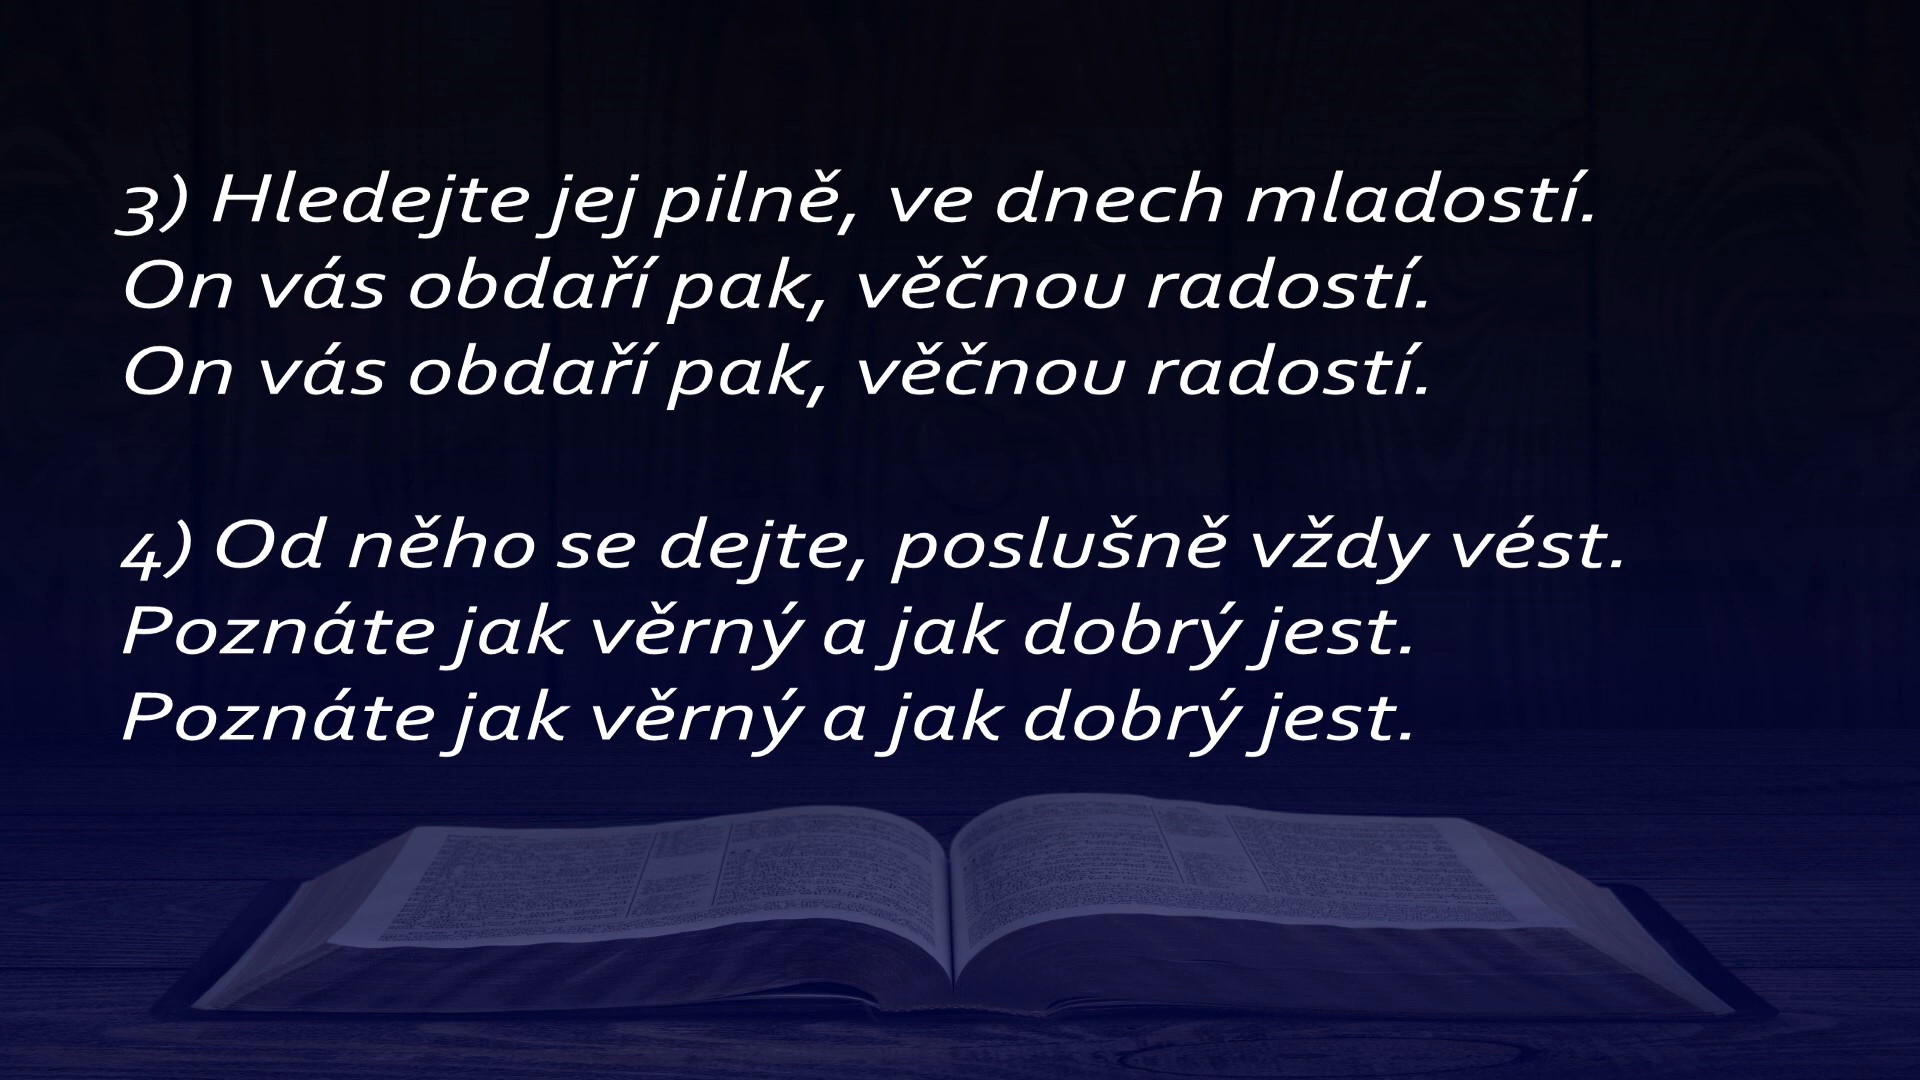 3) Hledejte jej pilně, ve dnech mladostí.
On vás obdaří pak, věčnou radostí.
On vás obdaří pak, věčnou radostí.
4) Od něho se dejte, poslušně vždy vést.
Poznáte jak věrný a jak dobrý jest.
Poznáte jak věrný a jak dobrý jest.